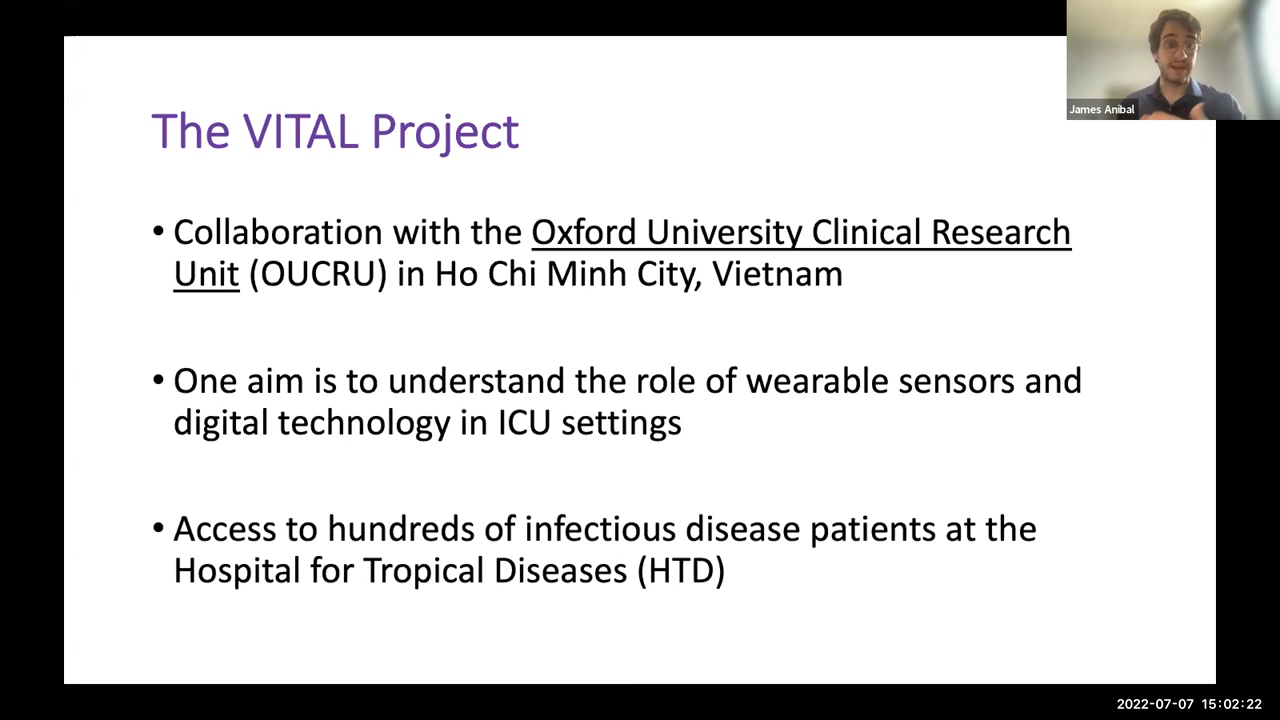 James Anibal
The VITAL Project
• Collaboration with the Oxford University Clinical Research
Unit (OUCRU) in Ho Chi Minh City, Vietnam
• One aim is to understand the role of wearable sensors and
digital technology in ICU settings
• Access to hundreds of infectious disease patients at the
Hospital for Tropical Diseases (HTD)
2022-07-07 15:02:22